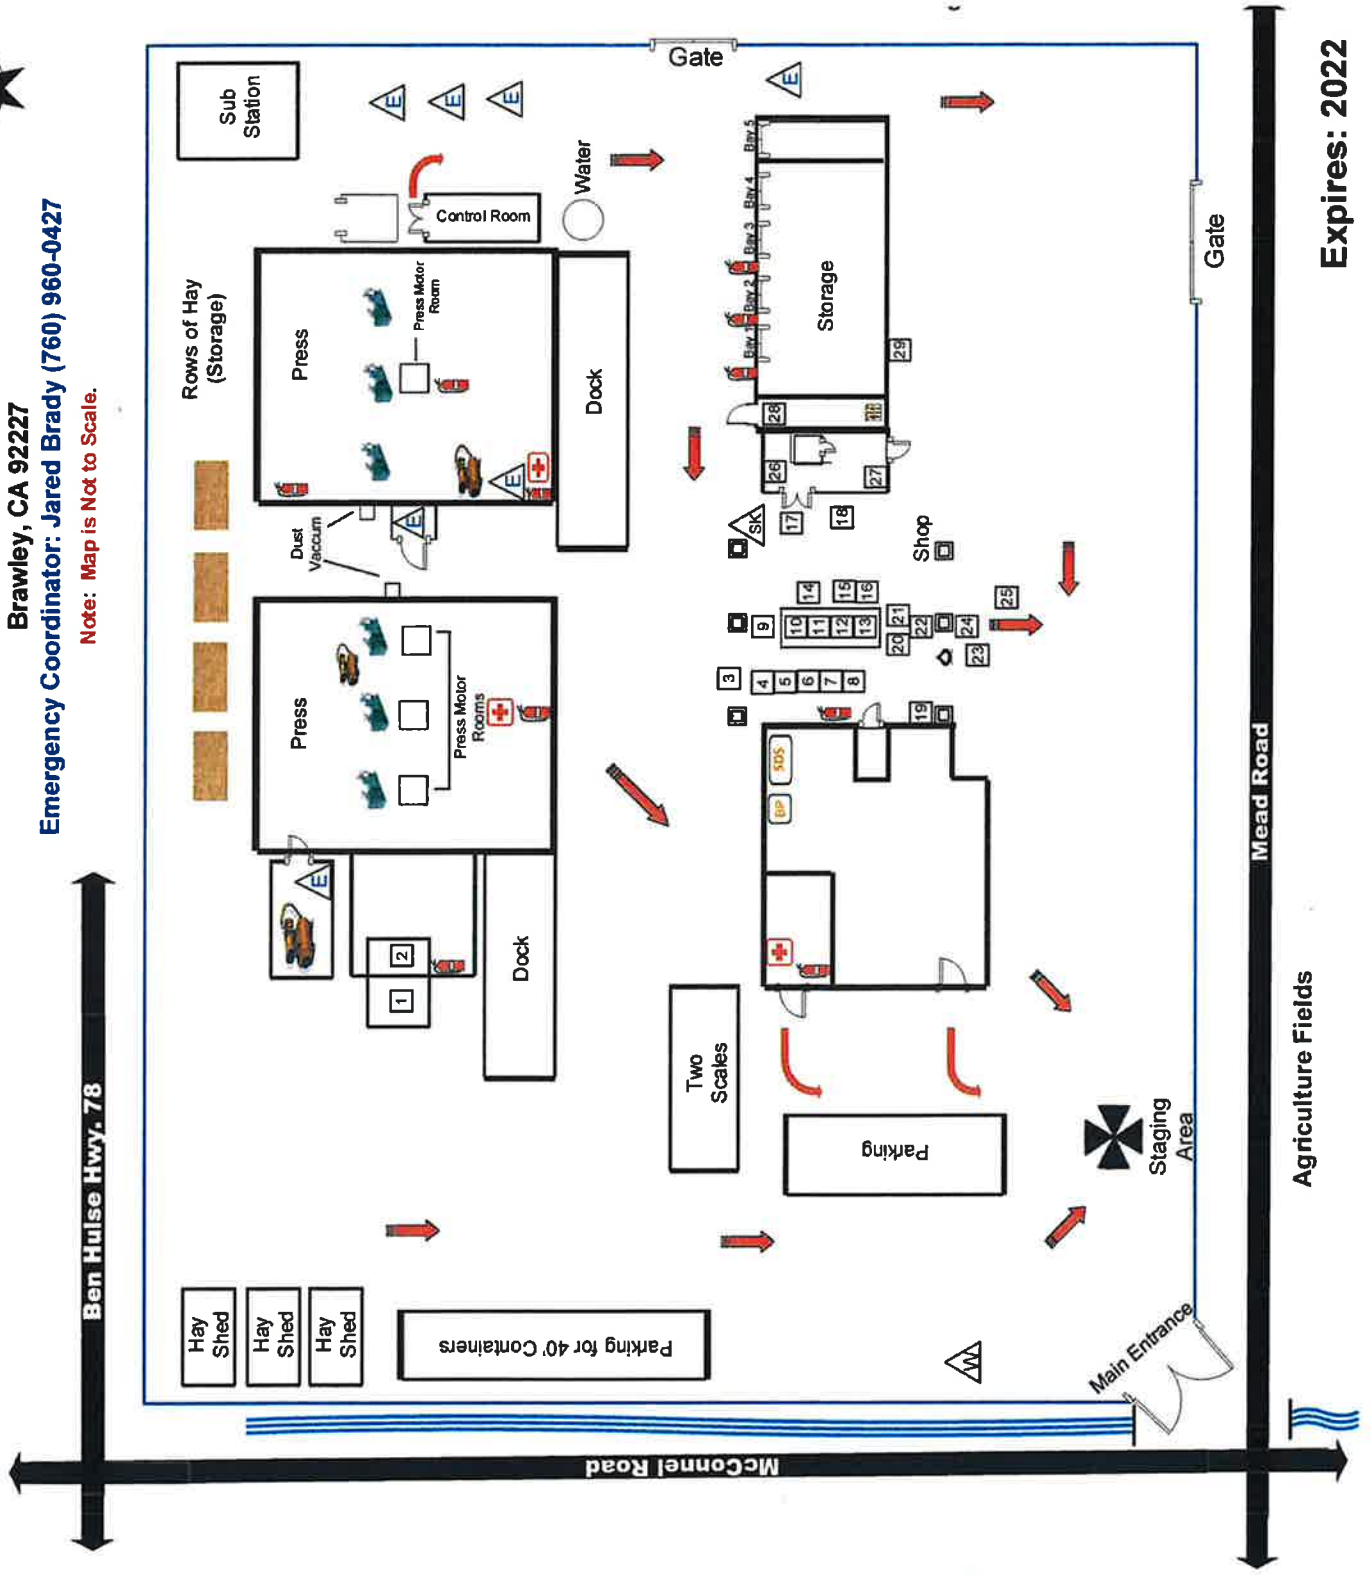 Brawley, CA 92227
Emergency Coordinator: Jared Brady (760) 960-0427
Note: Map is Not to Scale.
Expires: 2022
Ben Hulse Hwy. 78
McConnel Road
Mead Road
Agriculture Fields
Gate
Gate
Main Entrance
Sub
Station
E
E
E
E
Rows of Hay
(Storage)
Control Room
Water
Press
Press Motor
Room
E
Dock
Dust
Vaccum
E
Press
Press Motor
Rooms
E
1
2
Dock
Hay
Shed
Hay
Shed
Hay
Shed
Parking for 40' Containers
Two
Scales
Parking
Staging
Area
W
Bay 1
Bay 2
Bay 3
Bay 4
Bay 5
Storage
29
28
26
27
SK
17
18
Shop
14
15
16
9
10
11
12
13
21
20
22
24
25
23
3
4
5
6
7
8
19
SDS
BP